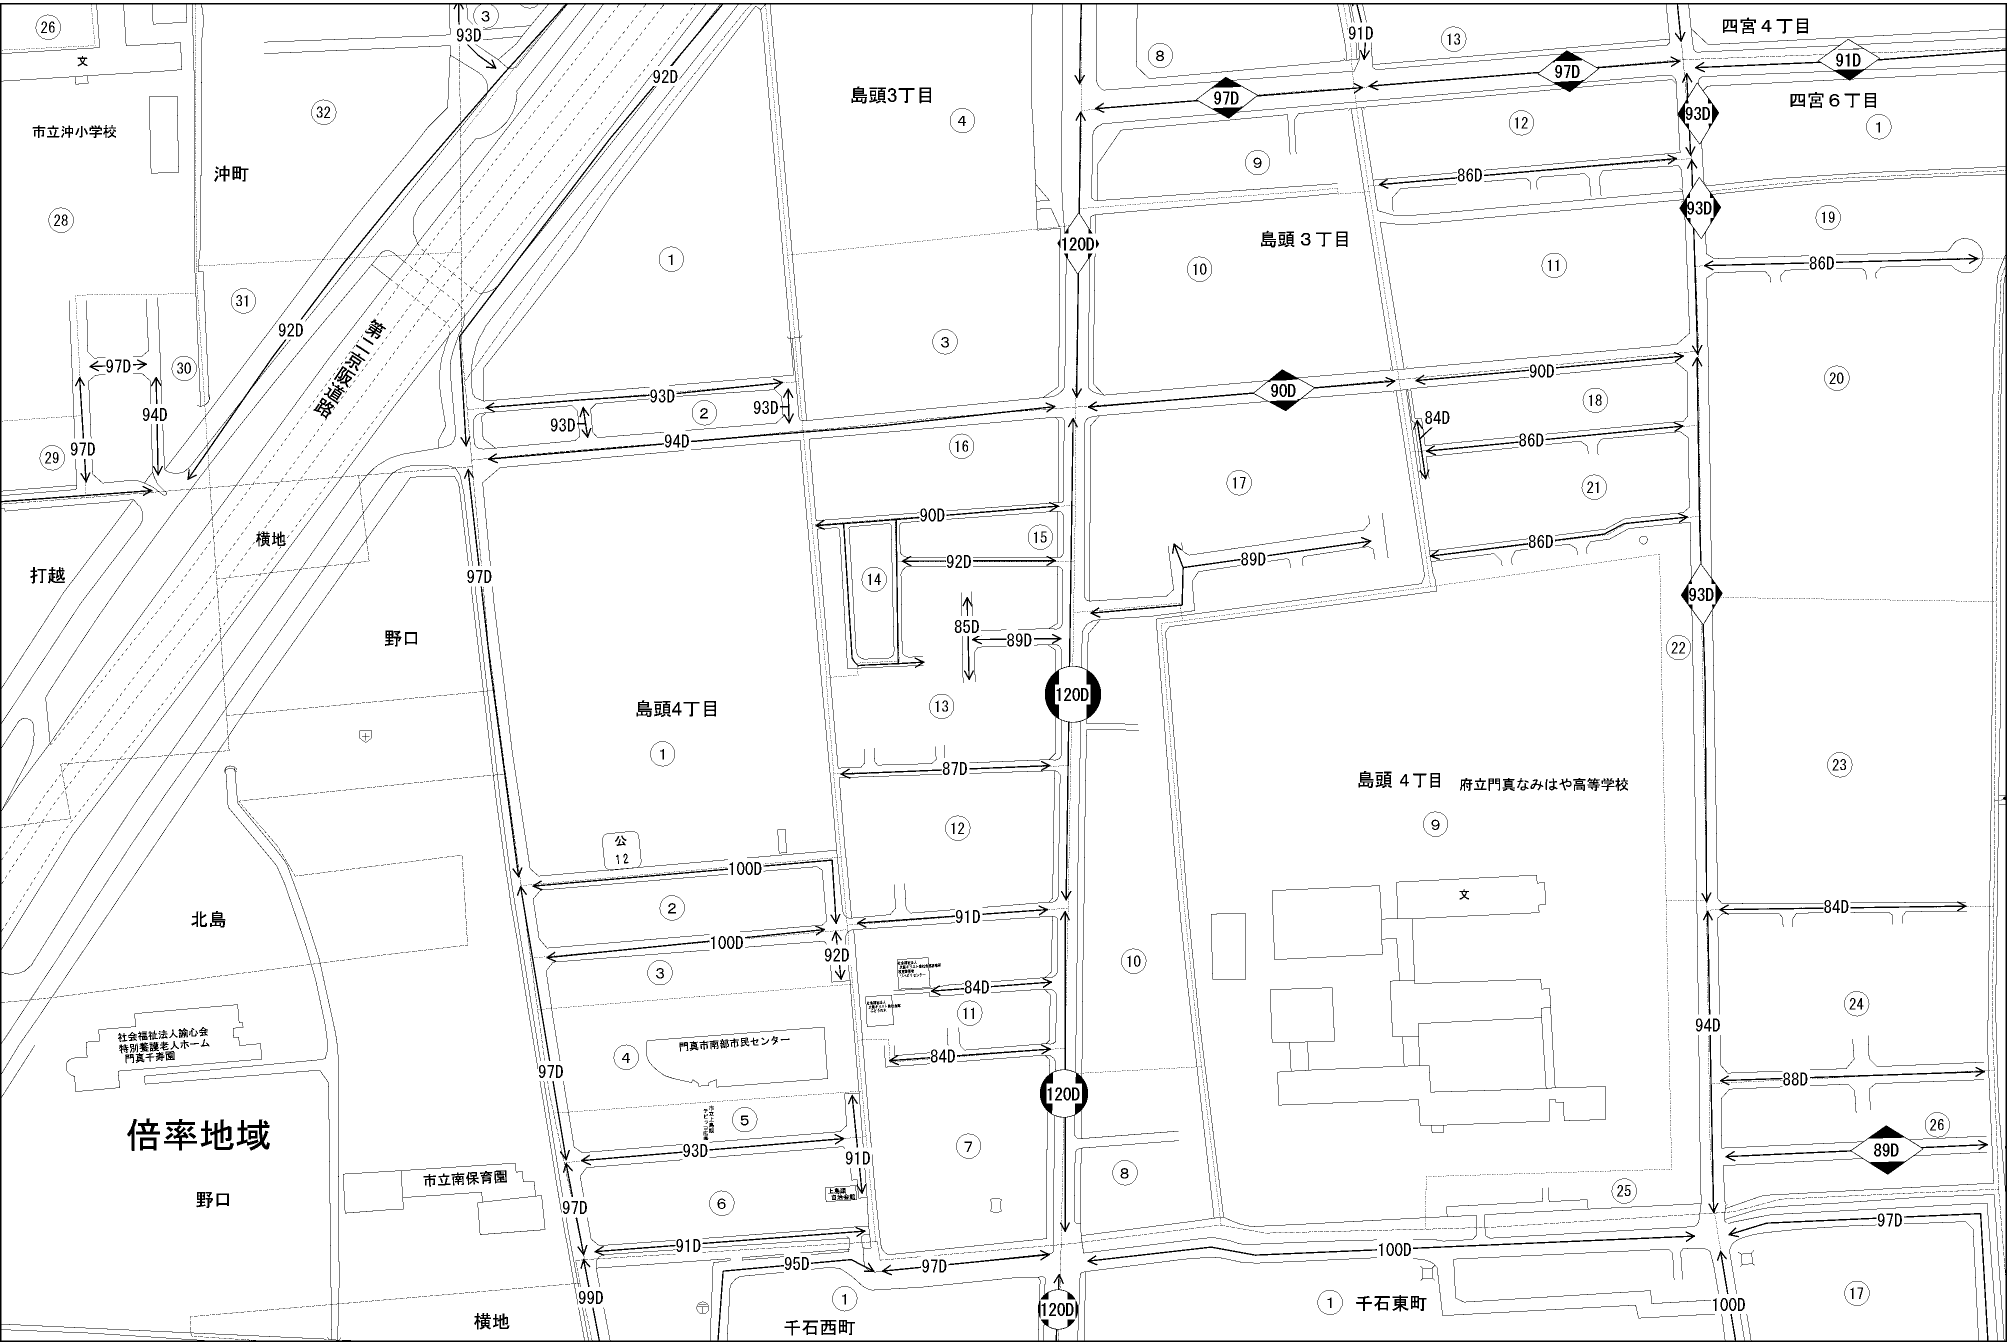 26
文
市立沖小学校
28
93D
3
32
沖町
92D
31
92D
第二京阪道路
30
97D
94D
97D
29
横地
打越
島頭3丁目
4
1
3
93D
2
93D
93D
94D
16
90D
15
92D
14
85D
89D
13
120D
120D
8
91D
13
四宮4丁目
97D
97D
91D
93D
四宮6丁目
1
12
9
86D
93D
19
島頭3丁目
10
11
86D
90D
90D
18
20
84D
86D
17
21
89D
86D
93D
22
97D
野口
島頭4丁目
1
87D
12
公
12
100D
2
91D
100D
92D
3
84D
11
84D
島頭 4丁目
府立門真なみはや高等学校
9
文
23
84D
10
94D
24
88D
26
89D
25
北島
社会福祉法人諭心会
特別養護老人ホーム
門真千寿園
倍率地域
野口
市立南保育園
4
門真市南部市民センター
97D
5
93D
91D
97D
6
上島頭
自治会館
91D
7
120D
8
95D
97D
100D
97D
99D
横地
1
千石西町
120D
1
千石東町
100D
17